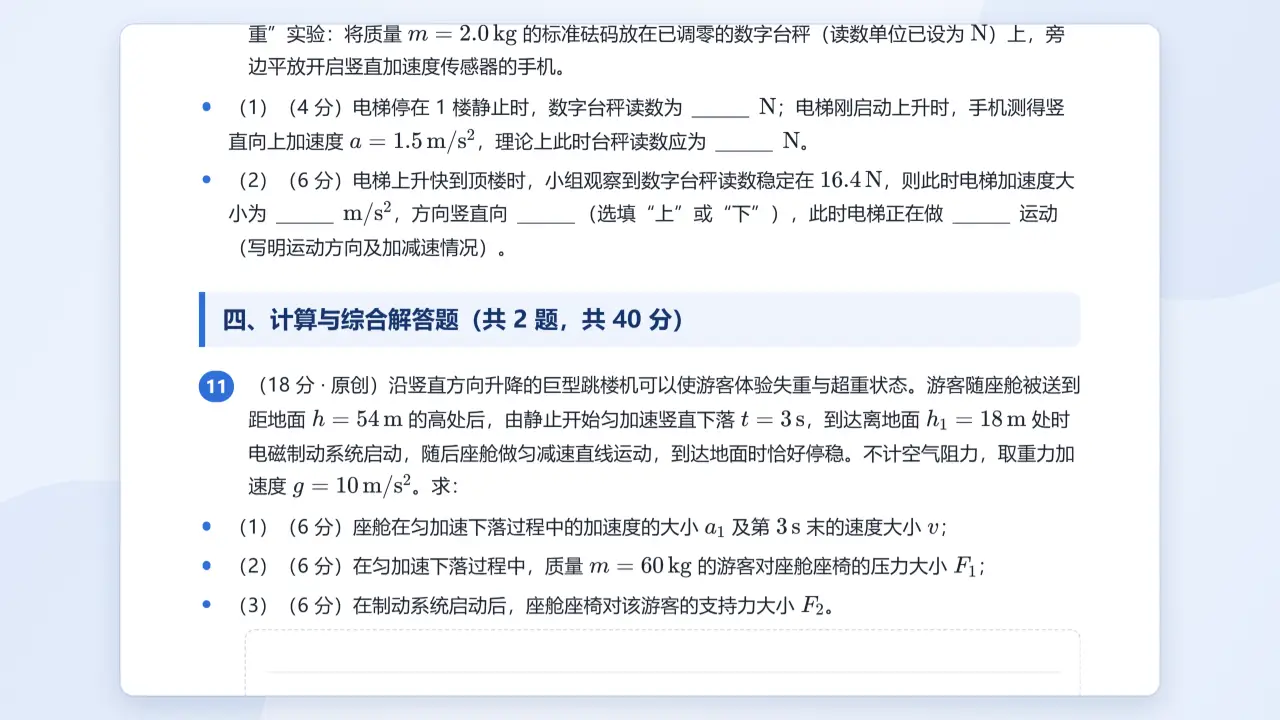 重”实验：将质量 m = 2.0 kg 的标准砝码放在已调零的数字台秤（读数单位已设为 N）上，旁
边平放开启竖直加速度传感器的手机。
（1）（4 分）电梯停在 1 楼静止时，数字台秤读数为 ______ N；电梯刚启动上升时，手机测得竖
直向上加速度 a = 1.5 m/s²，理论上此时台秤读数应为 ______ N。
（2）（6 分）电梯上升快到顶楼时，小组观察到数字台秤读数稳定在 16.4 N，则此时电梯加速度大
小为 ______ m/s²，方向竖直向 ______（选填“上”或“下”），此时电梯正在做 ______ 运动
（写明运动方向及加减速情况）。
四、计算与综合解答题（共 2 题，共 40 分）
11 （18 分 · 原创）沿竖直方向升降的巨型跳楼机可以使游客体验失重与超重状态。游客随座舱被送到
距地面 h = 54 m 的高处后，由静止开始匀加速竖直下落 t = 3 s，到达离地面 h₁ = 18 m 处时
电磁制动系统启动，随后座舱做匀减速直线运动，到达地面时恰好停稳。不计空气阻力，取重力加
速度 g = 10 m/s²。求：
（1）（6 分）座舱在匀加速下落过程中的加速度的大小 a₁ 及第 3 s 末的速度大小 v；
（2）（6 分）在匀加速下落过程中，质量 m = 60 kg 的游客对座舱座椅的压力大小 F₁；
（3）（6 分）在制动系统启动后，座舱座椅对该游客的支持力大小 F₂。